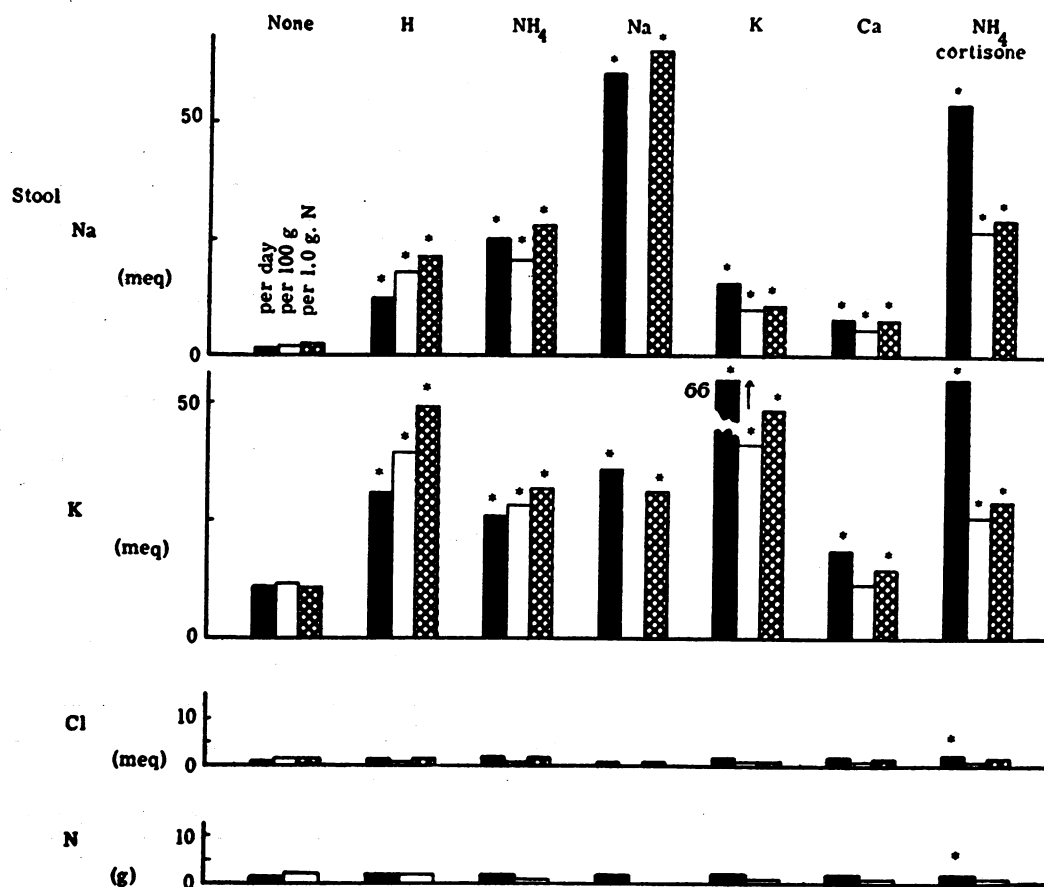 None H NH4 Na K Ca NH4
cortisone
Stool
Na
(meq)
50
0
per day
per 100 g
per 1.0 g. N
* * * * * * * * * * * * * * * * *
K
(meq)
50
0
66 ↑
* * * * * * * * * * * * * * * * *
Cl
(meq)
10
0
*
N
(g)
10
0
*